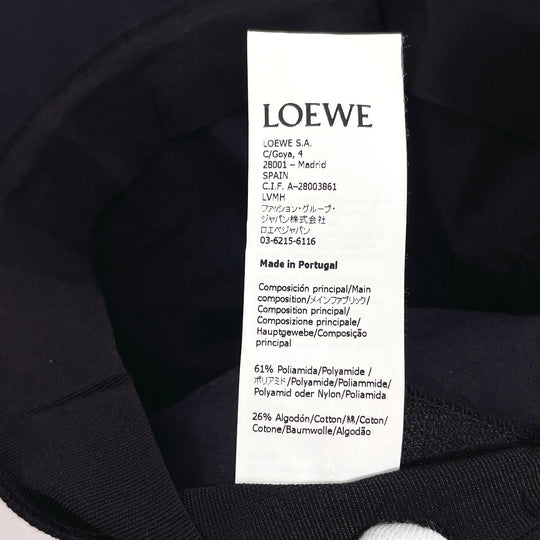 LOEWE
LOEWE S.A.
C/Goya, 4
28001 – Madrid
SPAIN
C.I.F. A–28003861
LVMH
ファッション・グループ・
ジャパン株式会社
ロエベジャパン
03-6215-6116
Made in Portugal
Composición principal/Main
composition/メインファブリック/
Composition principal/
Composizione principale/
Hauptgewebe/Composição
principal
61% Poliamida/Polyamide /
ポリアミド/Polyamide/Poliammide/
Polyamid oder Nylon/Poliamida
26% Algodón/Cotton/綿/Coton/
Cotone/Baumwolle/Algodão